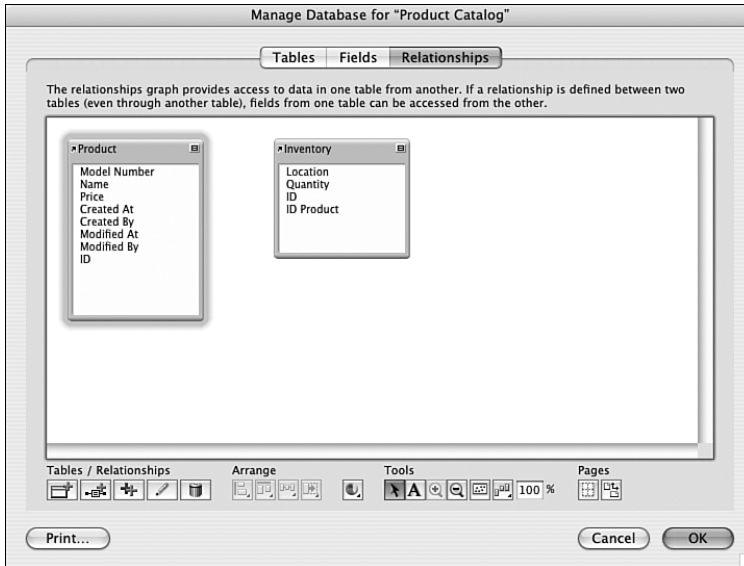 Manage Database for “Product Catalog”
Tables Fields Relationships
The relationships graph provides access to data in one table from another. If a relationship is defined between two
tables (even through another table), fields from one table can be accessed from the other.
Product
Model Number
Name
Price
Created At
Created By
Modified At
Modified By
ID
Inventory
Location
Quantity
ID
ID Product
Tables / Relationships Arrange Tools Pages
A 100 %
Print... Cancel OK